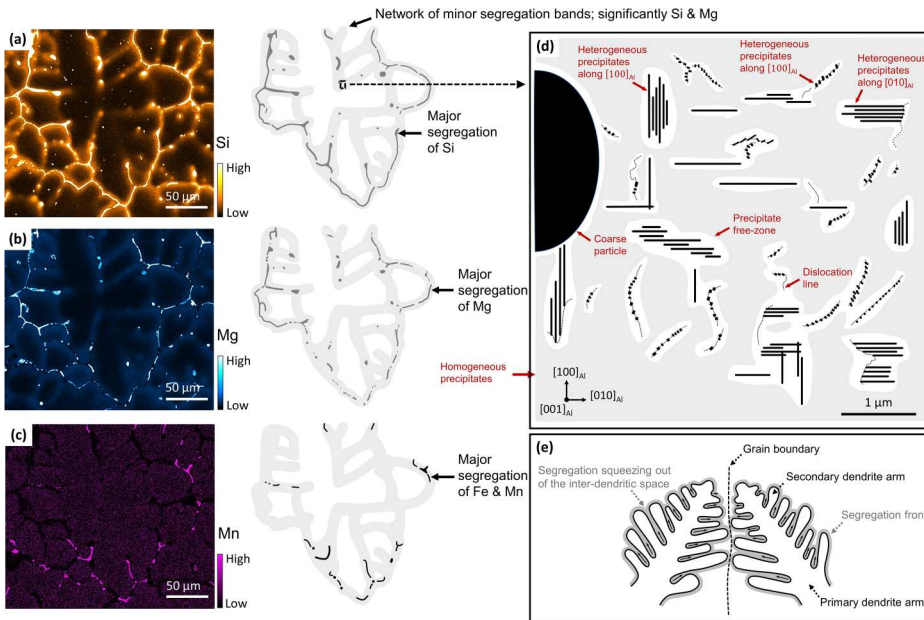 Network of minor segregation bands; significantly Si & Mg
(a)
Si
High
Low
50 μm
Major
segregation
of Si
(b)
Mg
High
Low
50 μm
Major
segregation
of Mg
(c)
Mn
High
Low
50 μm
Major
segregation
of Fe & Mn
(d)
Heterogeneous
precipitates
along [100]Al
Heterogeneous
precipitates
along [100]Al
Heterogeneous
precipitates
along [010]Al
Coarse
particle
Precipitate
free-zone
Dislocation
line
Homogeneous
precipitates
[100]Al
[010]Al
[001]Al
1 μm
(e)
Grain boundary
Segregation squeezing out
of the inter-dendritic space
Secondary dendrite arm
Segregation front
Primary dendrite arm